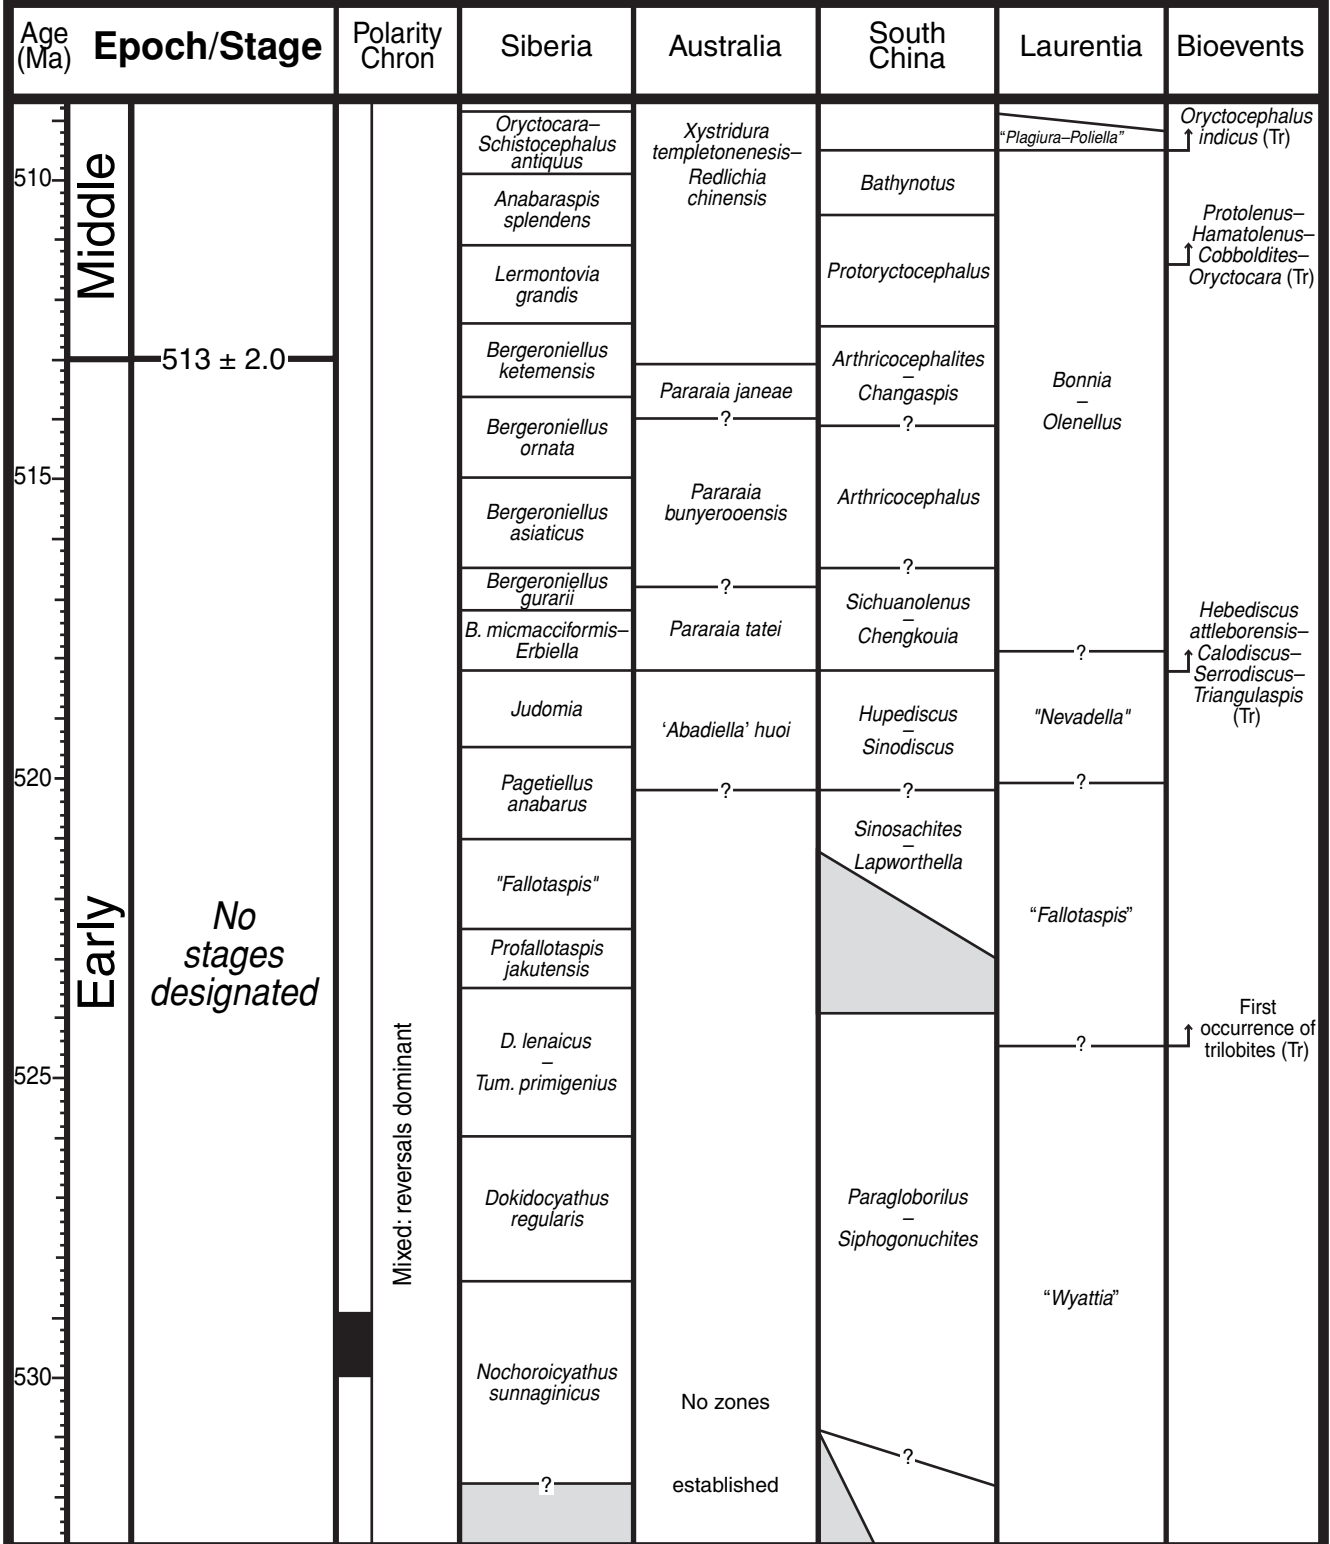 Age
(Ma)
Epoch/Stage
Polarity
Chron
Siberia
Australia
South
China
Laurentia
Bioevents
510
515
520
525
530
Middle
Early
513 ± 2.0
No
stages
designated
Mixed: reversals dominant
Oryctocara–
Schistocephalus
antiquus
Anabaraspis
splendens
Lermontovia
grandis
Bergeroniellus
ketemensis
Bergeroniellus
ornata
Bergeroniellus
asiaticus
Bergeroniellus
gurarii
B. micmacciformis–
Erbiella
Judomia
Pagetiellus
anabarus
"Fallotaspis"
Profallotaspis
jakutensis
D. lenaicus
–
Tum. primigenius
Dokidocyathus
regularis
Nochoroicyathus
sunnaginicus
?
Xystridura
templetonenesis–
Redlichia
chinensis
Pararaia janeae
?
Pararaia
bunyerooensis
?
Pararaia tatei
‘Abadiella’ huoi
?
No zones
established
Bathynotus
Protoryctocephalus
Arthricocephalites
–
Changaspis
?
Arthricocephalus
?
Sichuanolenus
–
Chengkouia
Hupediscus
–
Sinodiscus
?
Sinosachites
–
Lapworthella
Paragloborilus
–
Siphogonuchites
?
“Plagiura–Poliella”
Bonnia
–
Olenellus
?
"Nevadella"
?
“Fallotaspis”
?
“Wyattia”
Oryctocephalus
indicus (Tr)
Protolenus–
Hamatolenus–
Cobboldites–
Oryctocara (Tr)
Hebediscus
attleborensis–
Calodiscus–
Serrodiscus–
Triangulaspis
(Tr)
First
occurrence of
trilobites (Tr)